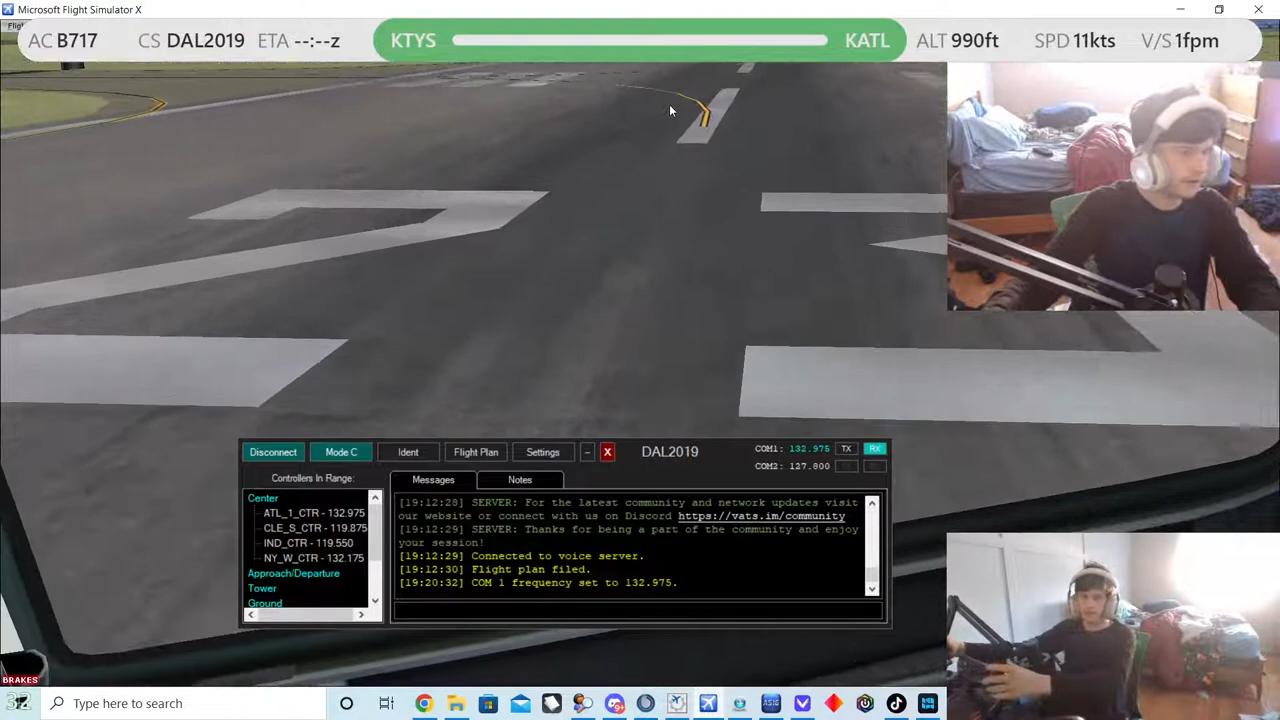 Microsoft Flight Simulator X
AC B717 CS DAL2019 ETA --:--z KTYS KATL ALT 990ft SPD 11kts V/S 1fpm
Disconnect Mode C Ident Flight Plan Settings – X DAL2019 COM1: 132.975 TX RX
COM2: 127.800
Controllers In Range: Messages Notes
Center
ATL_1_CTR - 132.975
CLE_S_CTR - 119.875
IND_CTR - 119.550
NY_W_CTR - 132.175
Approach/Departure
Tower
Ground
[19:12:28] SERVER: For the latest community and network updates visit
our website or connect with us on Discord https://vats.im/community
[19:12:29] SERVER: Thanks for being a part of the community and enjoy
your session!
[19:12:29] Connected to voice server.
[19:12:30] Flight plan filed.
[19:20:32] COM 1 frequency set to 132.975.
BRAKES
Type here to search